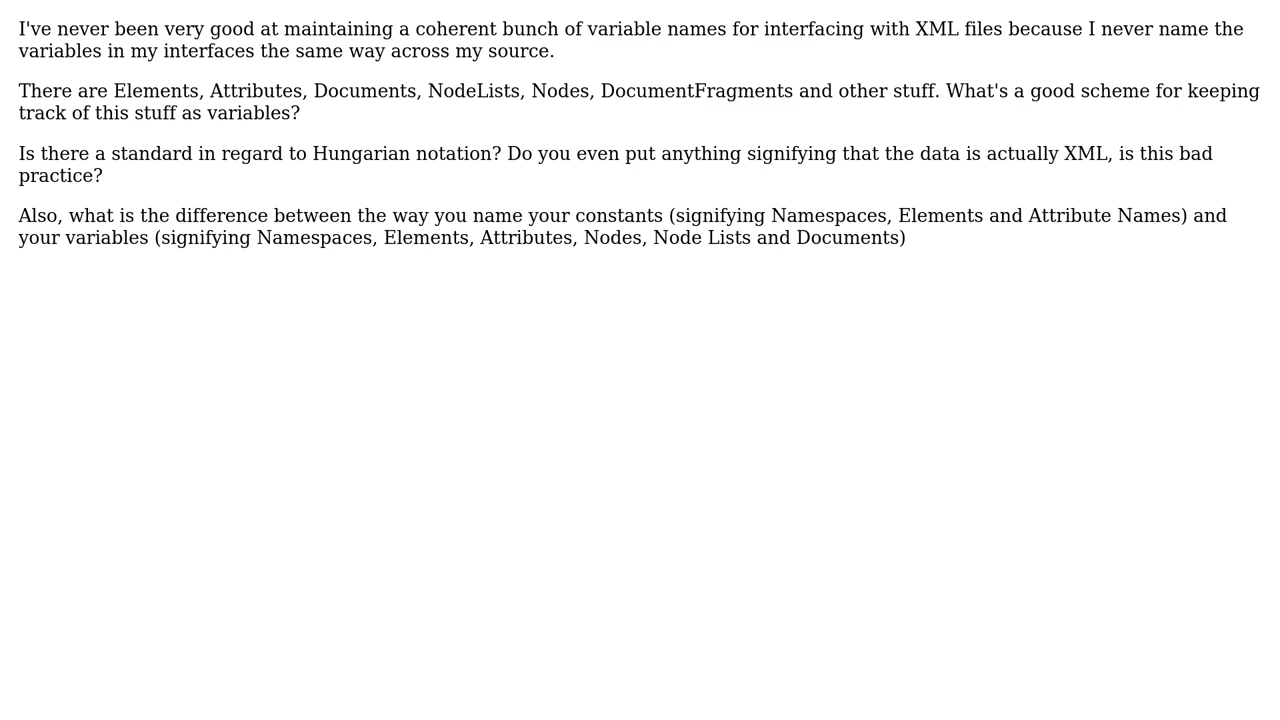 I've never been very good at maintaining a coherent bunch of variable names for interfacing with XML files because I never name the
variables in my interfaces the same way across my source.
There are Elements, Attributes, Documents, NodeLists, Nodes, DocumentFragments and other stuff. What's a good scheme for keeping
track of this stuff as variables?
Is there a standard in regard to Hungarian notation? Do you even put anything signifying that the data is actually XML, is this bad
practice?
Also, what is the difference between the way you name your constants (signifying Namespaces, Elements and Attribute Names) and
your variables (signifying Namespaces, Elements, Attributes, Nodes, Node Lists and Documents)